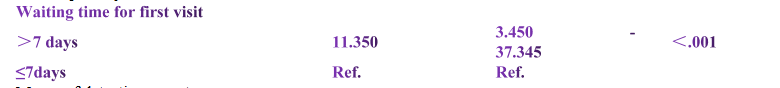 Waiting time for first visit
>7 days 11.350 3.450 - 37.345 <.001
≤7days Ref. Ref.